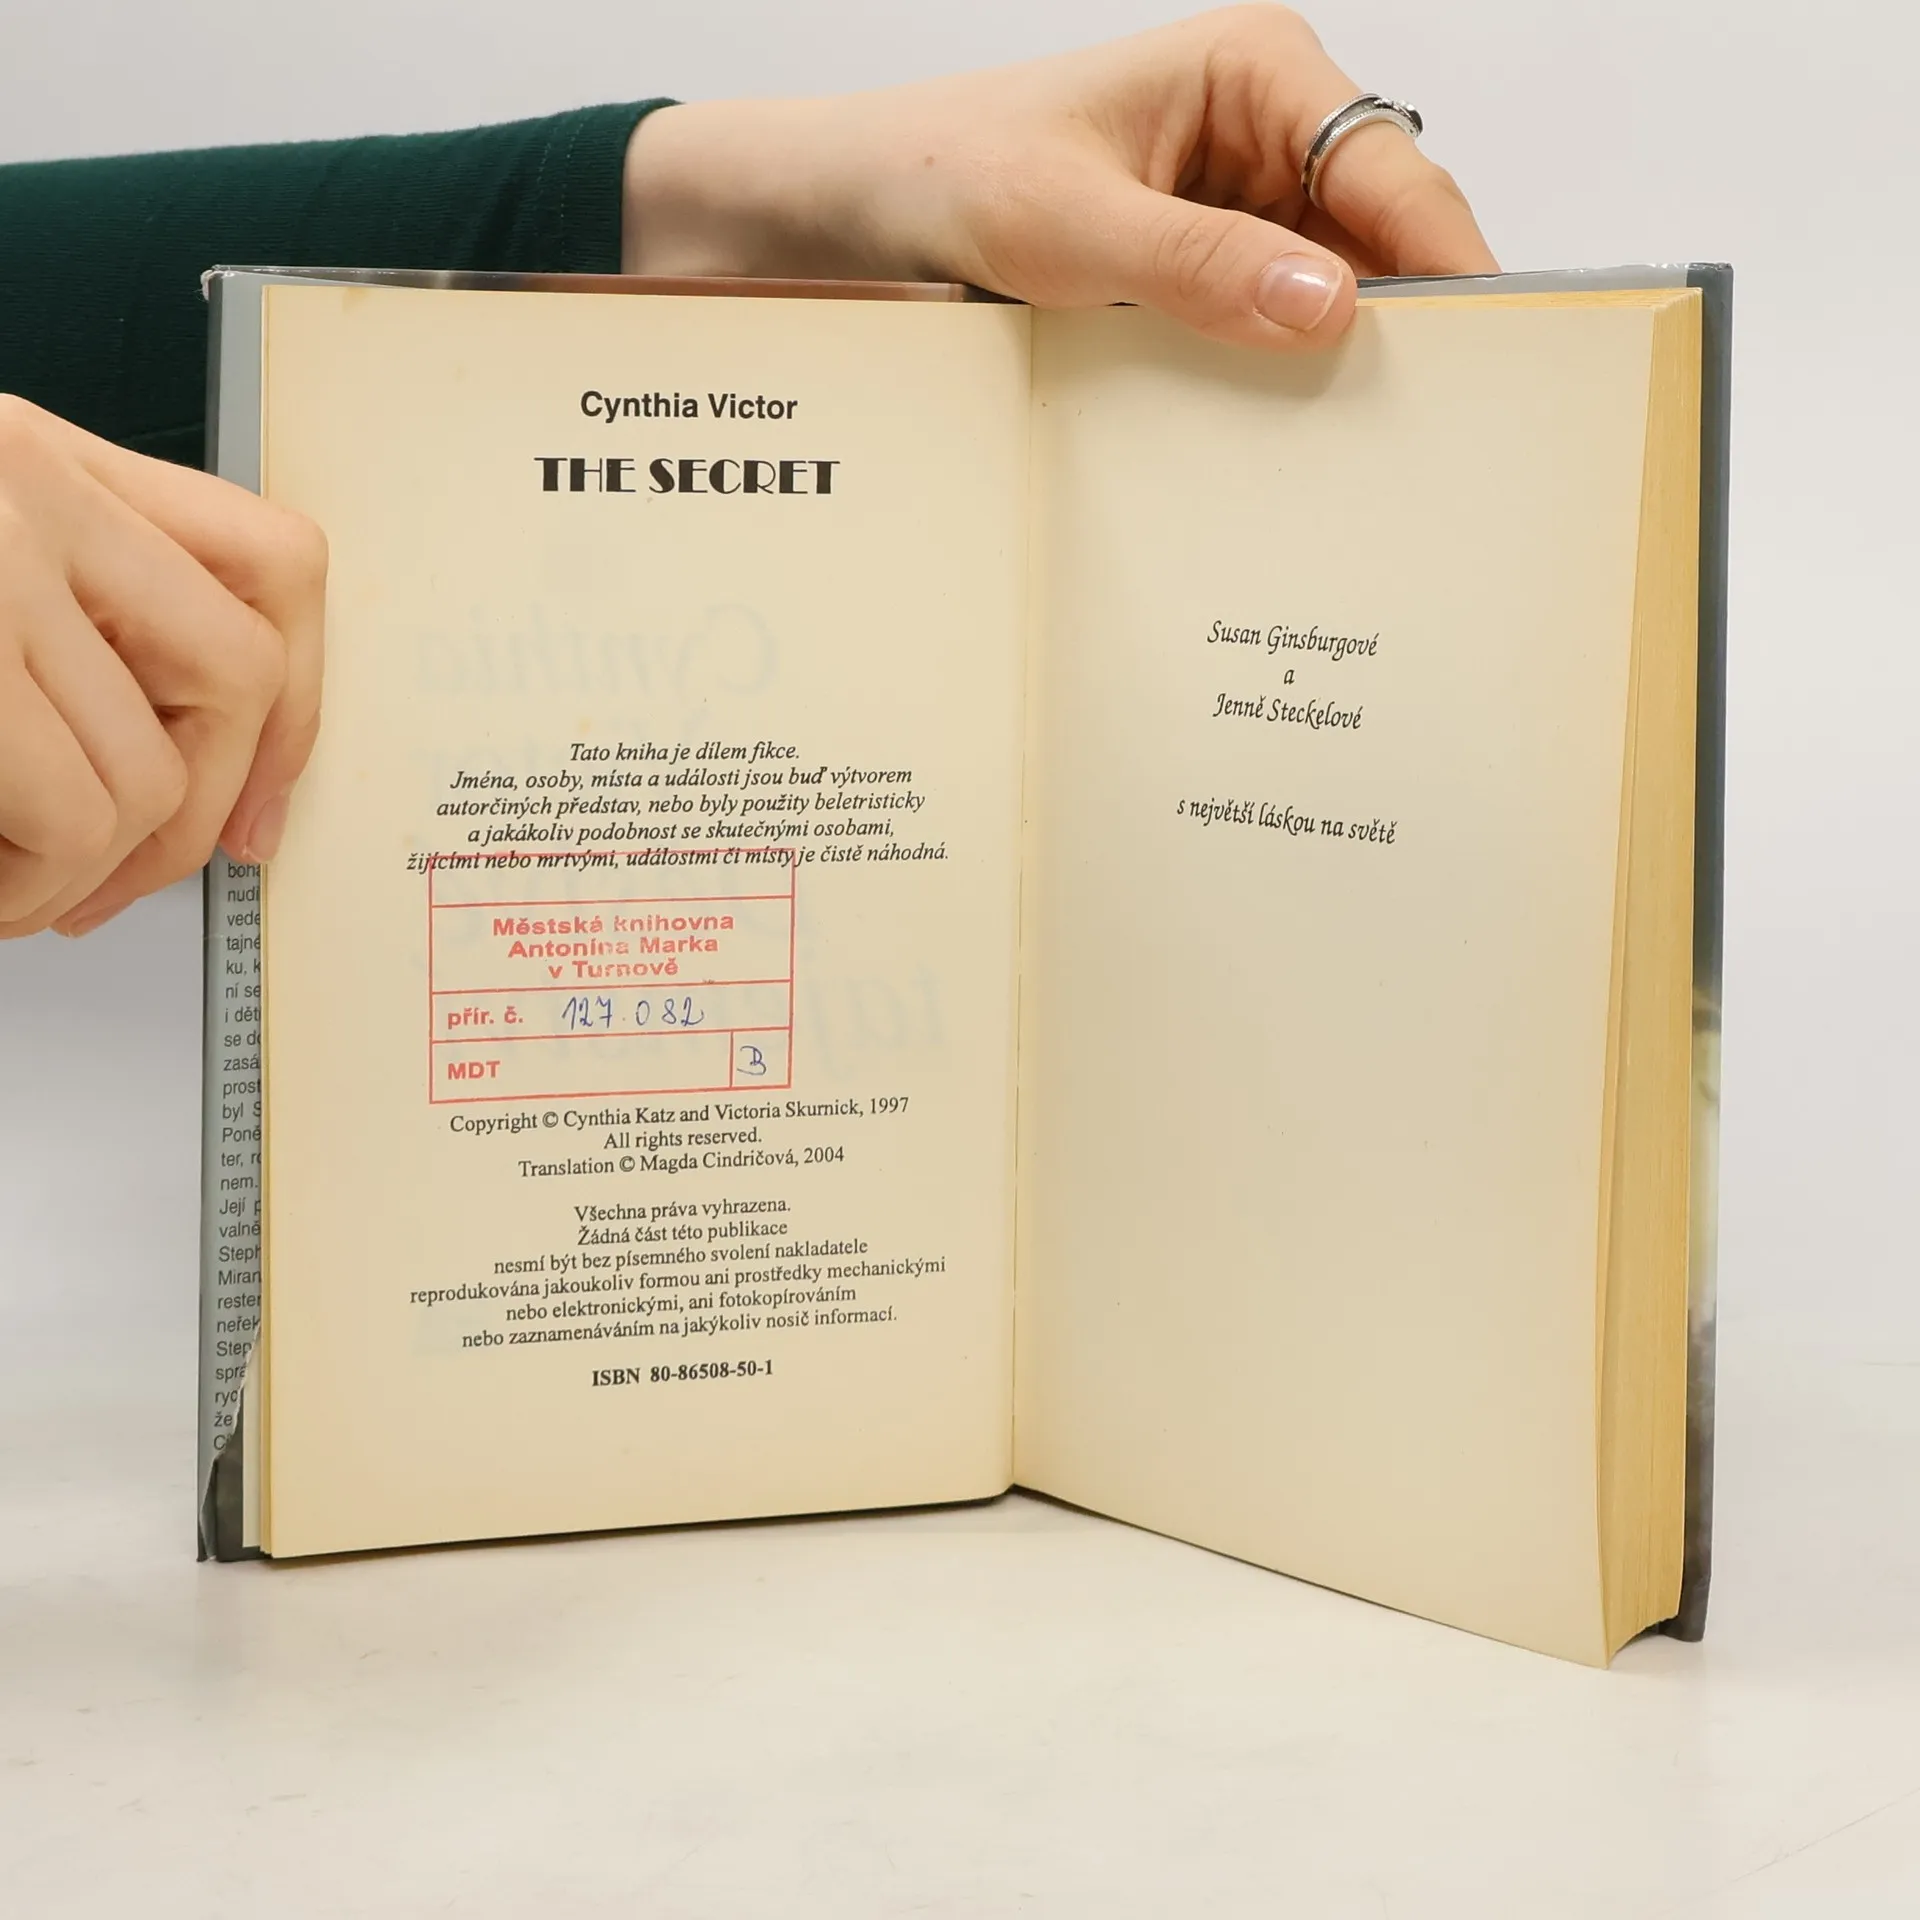 Cynthia Victor
THE SECRET
Tato kniha je dílem fikce.
Jména, osoby, místa a události jsou buď výtvorem
autorčiných představ, nebo byly použity beletristicky
a jakákoliv podobnost se skutečnými osobami,
žijícími nebo mrtvými, událostmi či místy je čistě náhodná.
Městská knihovna
Antonína Marka
v Turnově
přír. č. 127.082
MDT B
Copyright © Cynthia Katz and Victoria Skurnick, 1997
All rights reserved.
Translation © Magda Cindričová, 2004
Všechna práva vyhrazena.
Žádná část této publikace
nesmí být bez písemného svolení nakladatele
reprodukována jakoukoliv formou ani prostředky mechanickými
nebo elektronickými, ani fotokopírováním
nebo zaznamenáváním na jakýkoliv nosič informací.
ISBN 80-86508-50-1
Susan Ginsburgové
a
Jenně Steckelové
s největší láskou na světě